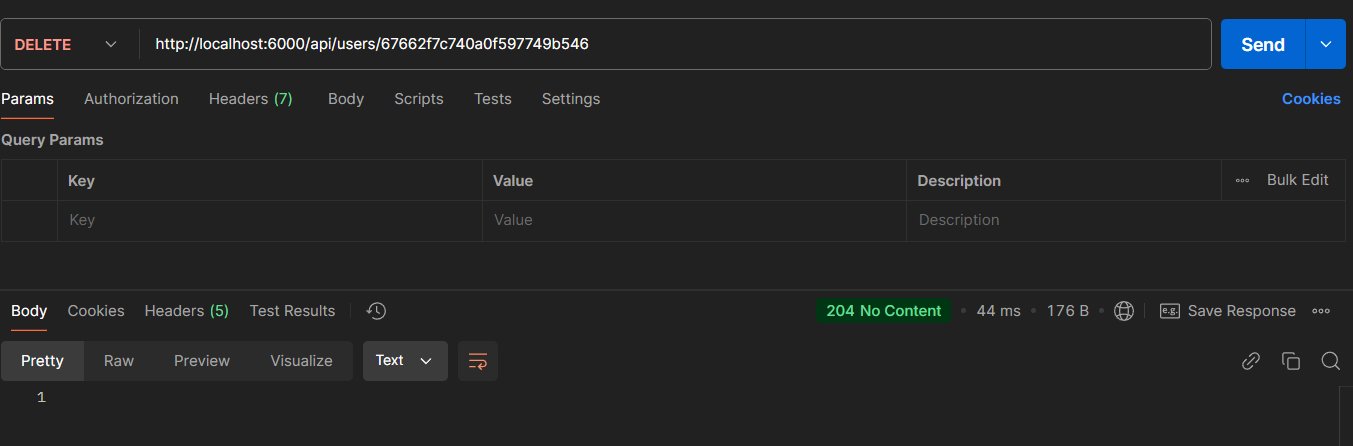 DELETE http://localhost:6000/api/users/67662f7c740a0f597749b546 Send
Params Authorization Headers (7) Body Scripts Tests Settings Cookies
Query Params
Key Value Description Bulk Edit
Key Value Description
Body Cookies Headers (5) Test Results 204 No Content 44 ms 176 B e.g. Save Response
Pretty Raw Preview Visualize Text
1